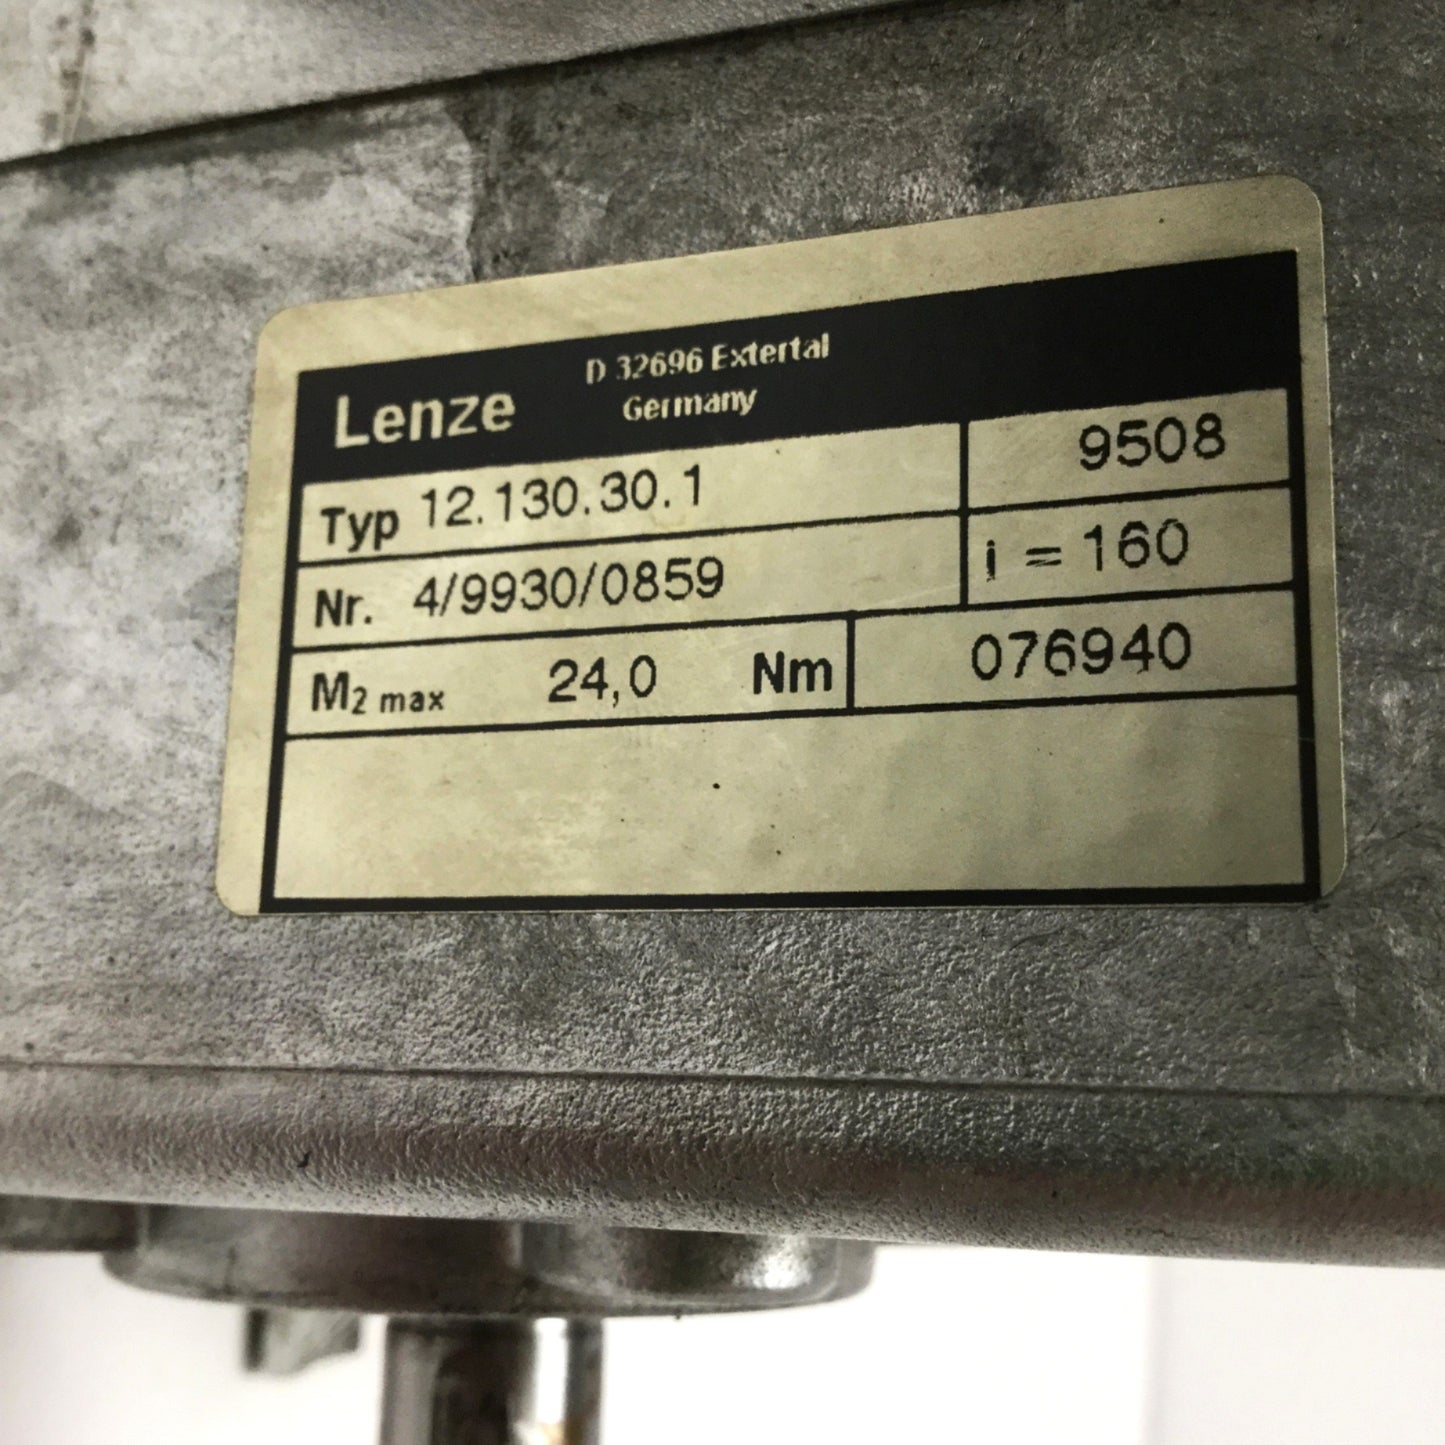 Lenze D 32696 Extertal
Germany
Typ 12.130.30.1 9508
Nr. 4/9930/0859 i = 160
M2 max 24,0 Nm 076940